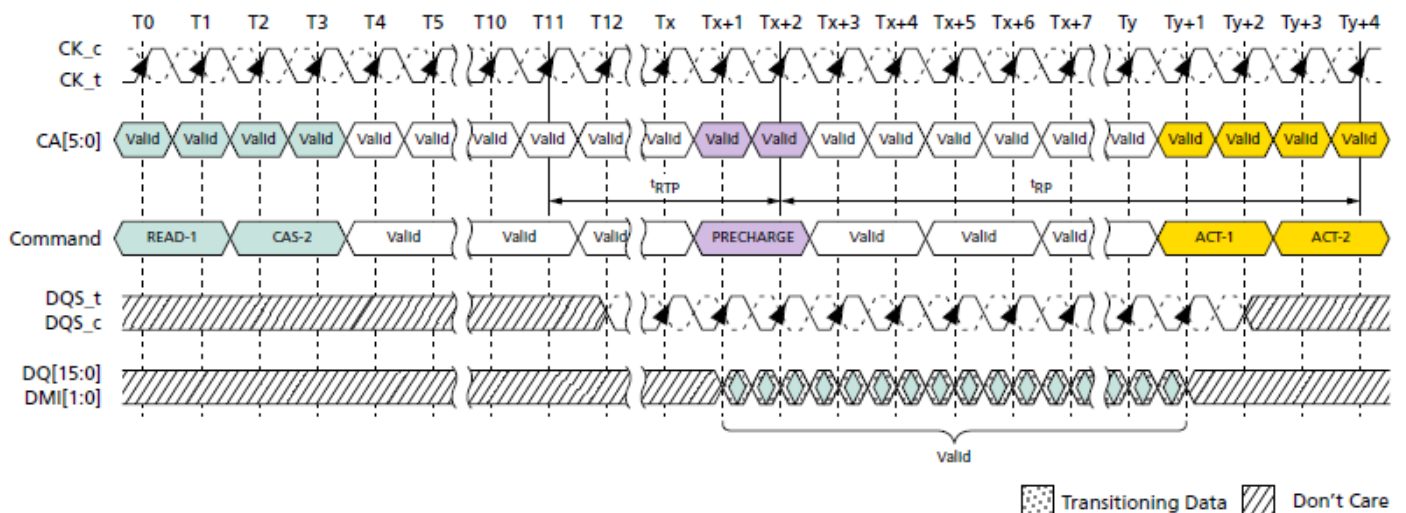 T0 T1 T2 T3 T4 T5 T10 T11 T12 Tx Tx+1 Tx+2 Tx+3 Tx+4 Tx+5 Tx+6 Tx+7 Ty Ty+1 Ty+2 Ty+3 Ty+4
CK_c
CK_t
CA[5:0] Valid Valid Valid Valid Valid Valid Valid Valid Valid Valid Valid Valid Valid Valid Valid Valid Valid Valid Valid Valid Valid Valid
tRTP tRP
Command READ-1 CAS-2 Valid Valid Valid PRECHARGE Valid Valid Valid ACT-1 ACT-2
DQS_t
DQS_c
DQ[15:0]
DMI[1:0]
Valid
Transitioning Data Don't Care